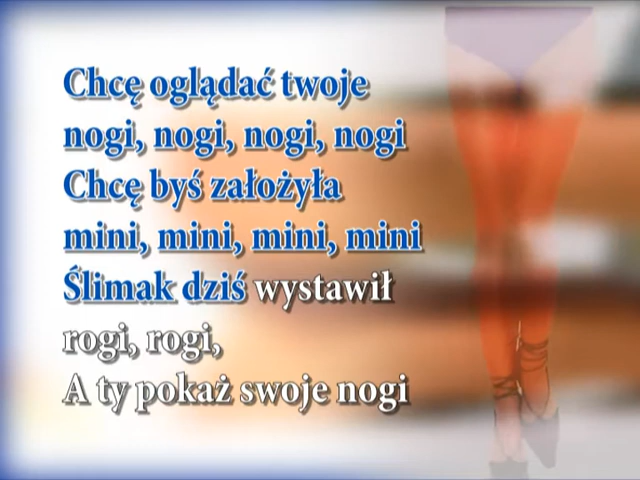 Chcę oglądać twoje
nogi, nogi, nogi, nogi
Chcę byś założyła
mini, mini, mini, mini
Ślimak dziś wystawił
rogi, rogi,
A ty pokaż swoje nogi